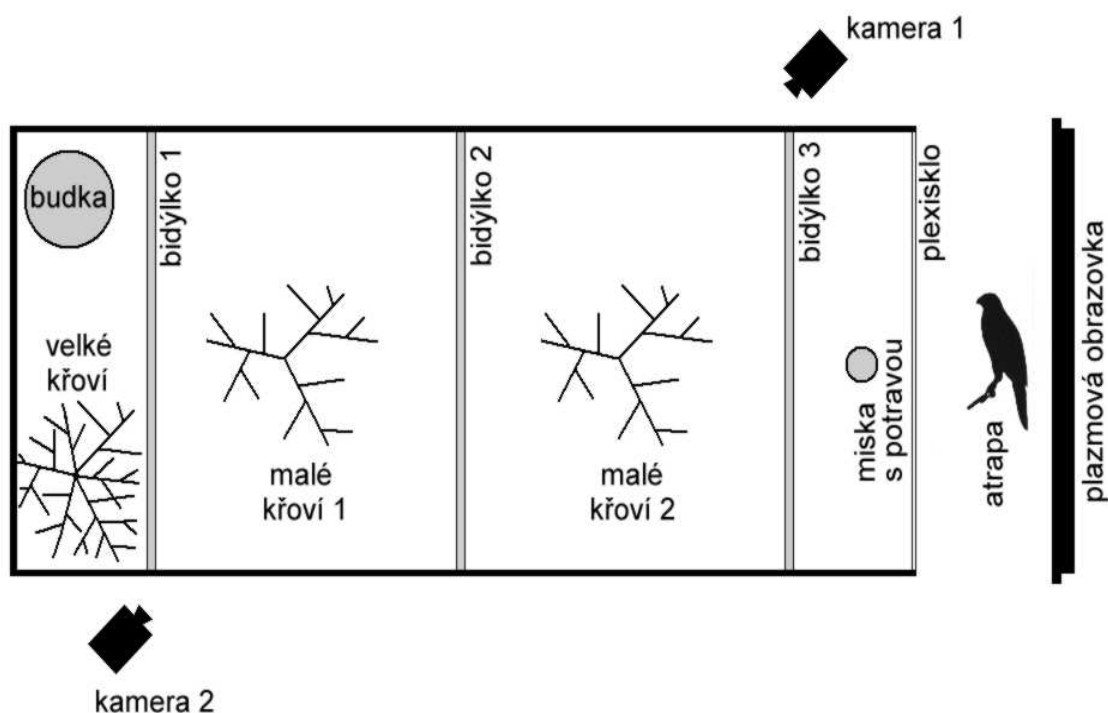 kamera 1
budka
bidýlko 1
bidýlko 2
bidýlko 3
plexisklo
velké
křoví
malé
křoví 1
malé
křoví 2
miska
s potravou
atrapa
plazmová obrazovka
kamera 2